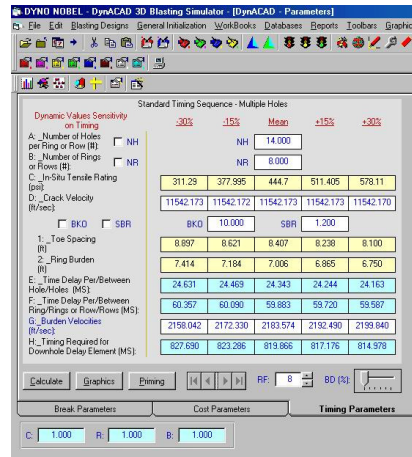 DYNO NOBEL - DynACAD 3D Blasting Simulator - [DynACAD - Parameters]
File Edit Blasting Designs General Initialization WorkBooks Databases Reports Toolbars Graphic
Standard Timing Sequence - Multiple Holes
Dynamic Values Sensitivity on Timing -30% -15% Mean +15% +30%
A: _Number of Holes per Ring or Row (#): NH NH 14.000
B: _Number of Rings or Rows (#): NR NR 8.000
C: _In-Situ Tensile Rating (psi): 311.29 377.995 444.7 511.405 578.11
D: _Crack Velocity (ft/sec): 11542.173 11542.172 11542.173 11542.173 11542.170
BKO SBR BKO 10.000 SBR 1.200
1: _Toe Spacing (ft) 8.897 8.621 8.407 8.238 8.100
2: _Ring Burden (ft) 7.414 7.184 7.006 6.865 6.750
E: _Time Delay Per/Between Hole/Holes (MS): 24.631 24.469 24.343 24.244 24.163
F: _Time Delay Per/Between Ring/Rings or Row/Rows (MS): 60.357 60.090 59.883 59.720 59.587
G:_Burden Velocities (ft/sec): 2158.042 2172.330 2183.574 2192.490 2199.840
H:_Timing Required for Downhole Delay Element (MS): 827.690 823.286 819.866 817.176 814.978
Calculate Graphics Priming RF: 8 BD (%):
Break Parameters Cost Parameters Timing Parameters
C: 1.000 R: 1.000 B: 1.000